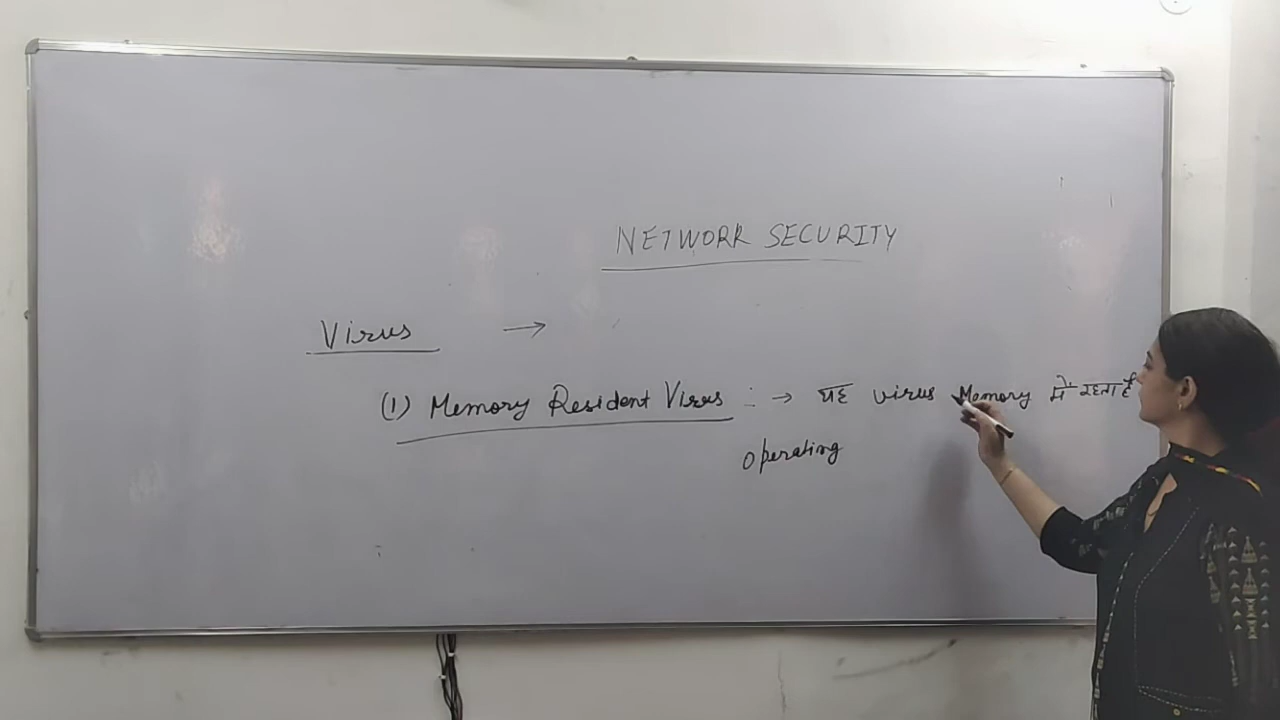 NETWORK SECURITY
Virus →
(1) Memory Resident Virus :→ यह virus Memory में रहता है
operating